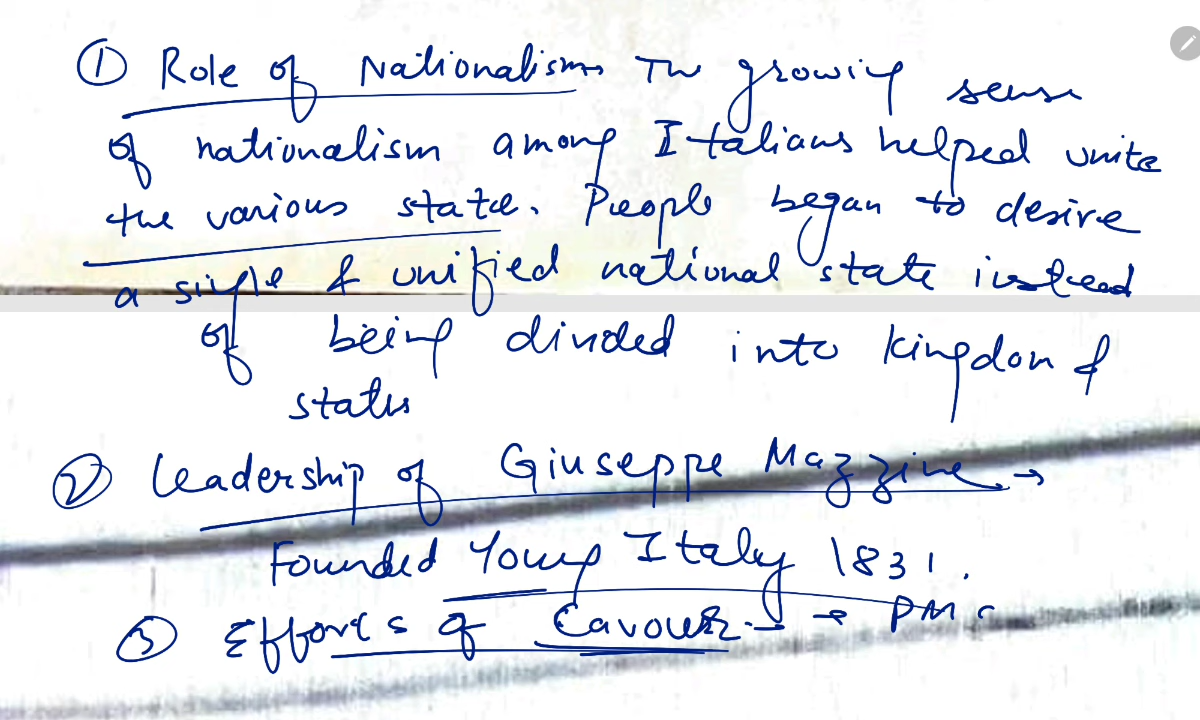 ① Role of Nationalism The growing sense
of nationalism among Italians helped unite
the various state. People began to desire
a single & unified national state instead
of being divided into kingdom &
states
② Leadership of Giuseppe Mazzine →
Founded Young Italy 1831.
③ Efforts of Cavour → PM